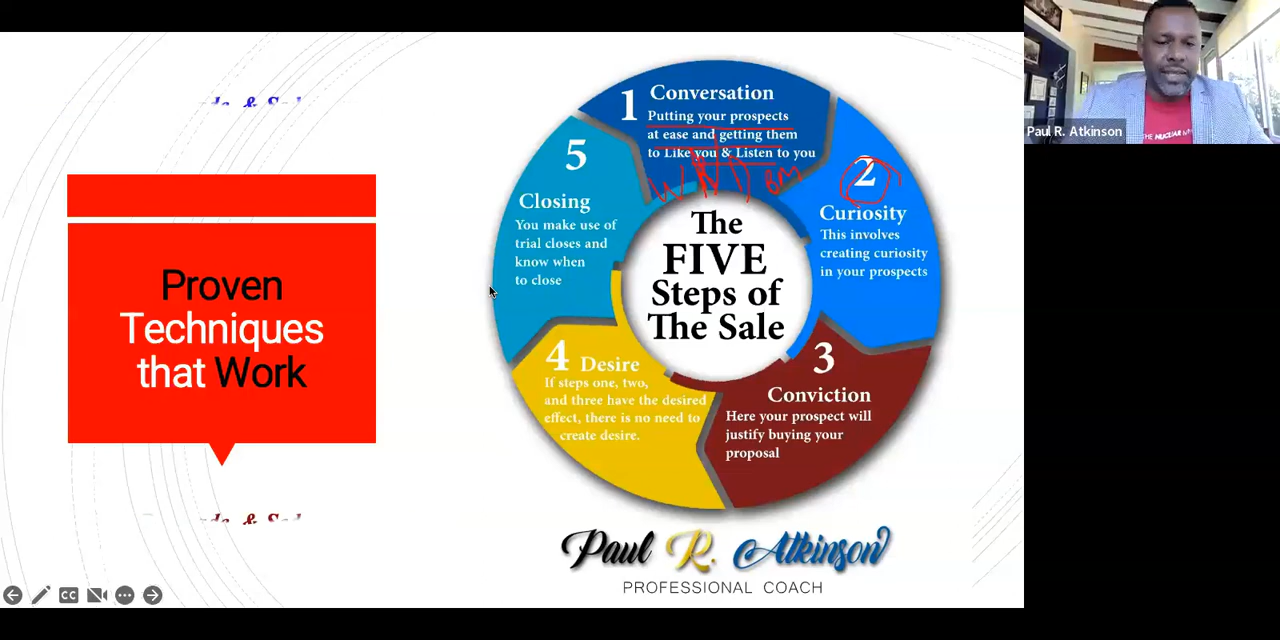 Proven
Techniques
that Work
1 Conversation
Putting your prospects
at ease and getting them
to Like you & Listen to you
2
Curiosity
This involves
creating curiosity
in your prospects
3
Conviction
Here your prospect will
justify buying your
proposal
4 Desire
If steps one, two,
and three have the desired
effect, there is no need to
create desire.
5
Closing
You make use of
trial closes and
know when
to close
The
FIVE
Steps of
The Sale
Paul R. Atkinson
PROFESSIONAL COACH
CC
Paul R. Atkinson